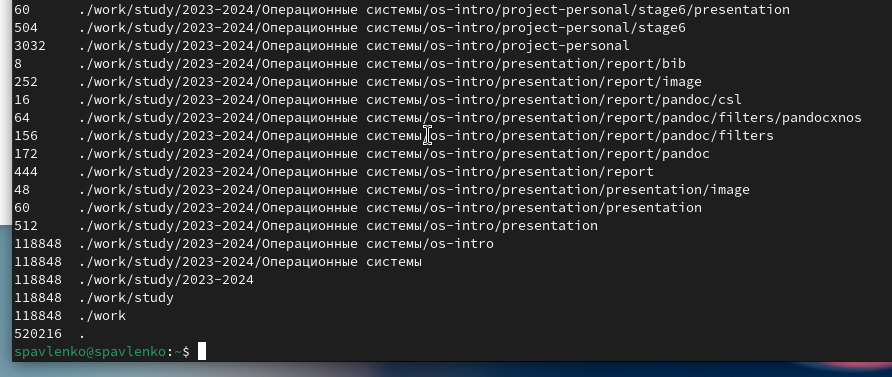 60 ./work/study/2023-2024/Операционные системы/os-intro/project-personal/stage6/presentation
504 ./work/study/2023-2024/Операционные системы/os-intro/project-personal/stage6
3032 ./work/study/2023-2024/Операционные системы/os-intro/project-personal
8 ./work/study/2023-2024/Операционные системы/os-intro/presentation/report/bib
252 ./work/study/2023-2024/Операционные системы/os-intro/presentation/report/image
16 ./work/study/2023-2024/Операционные системы/os-intro/presentation/report/pandoc/csl
64 ./work/study/2023-2024/Операционные системы/os-intro/presentation/report/pandoc/filters/pandocxnos
156 ./work/study/2023-2024/Операционные системы/os-intro/presentation/report/pandoc/filters
172 ./work/study/2023-2024/Операционные системы/os-intro/presentation/report/pandoc
444 ./work/study/2023-2024/Операционные системы/os-intro/presentation/report
48 ./work/study/2023-2024/Операционные системы/os-intro/presentation/presentation/image
60 ./work/study/2023-2024/Операционные системы/os-intro/presentation/presentation
512 ./work/study/2023-2024/Операционные системы/os-intro/presentation
118848 ./work/study/2023-2024/Операционные системы/os-intro
118848 ./work/study/2023-2024/Операционные системы
118848 ./work/study/2023-2024
118848 ./work/study
118848 ./work
520216 .
spavlenko@spavlenko:~$